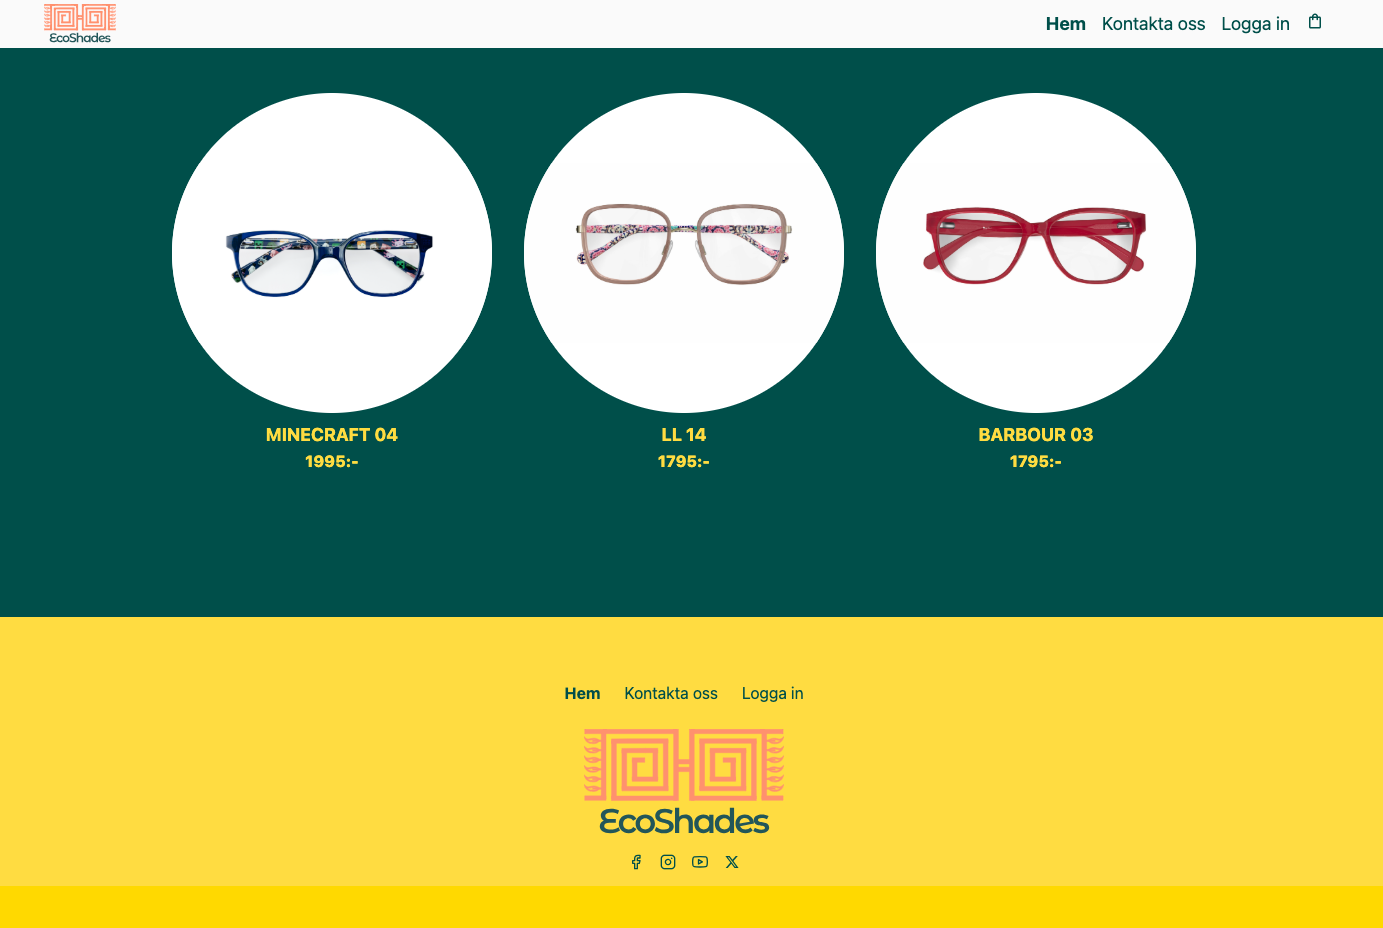 EcoShades
Hem Kontakta oss Logga in
MINECRAFT 04
1995:-
LL 14
1795:-
BARBOUR 03
1795:-
Hem Kontakta oss Logga in
EcoShades